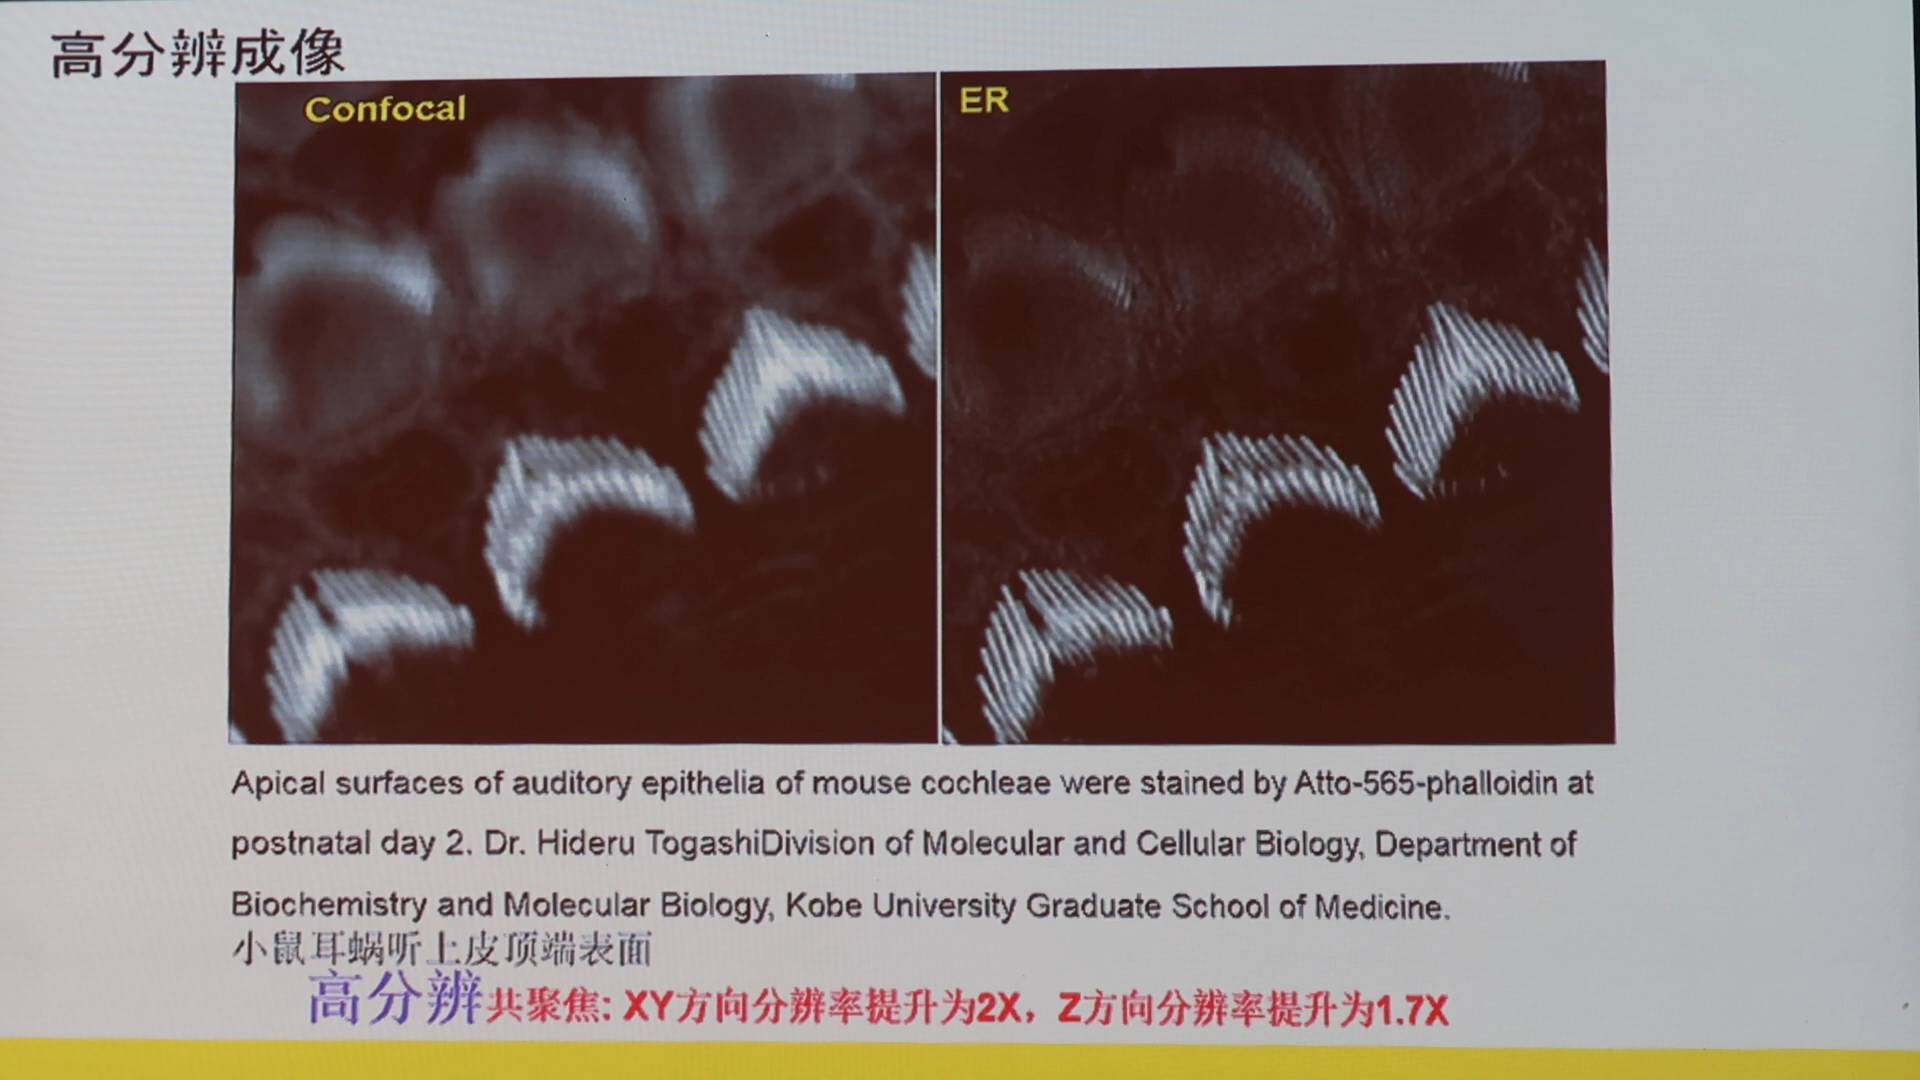 高分辨成像
Confocal
ER
Apical surfaces of auditory epithelia of mouse cochleae were stained by Atto-565-phalloidin at
postnatal day 2. Dr. Hideru TogashiDivision of Molecular and Cellular Biology, Department of
Biochemistry and Molecular Biology, Kobe University Graduate School of Medicine.
小鼠耳蜗听上皮顶端表面
高分辨共聚焦: XY方向分辨率提升为2X，Z方向分辨率提升为1.7X